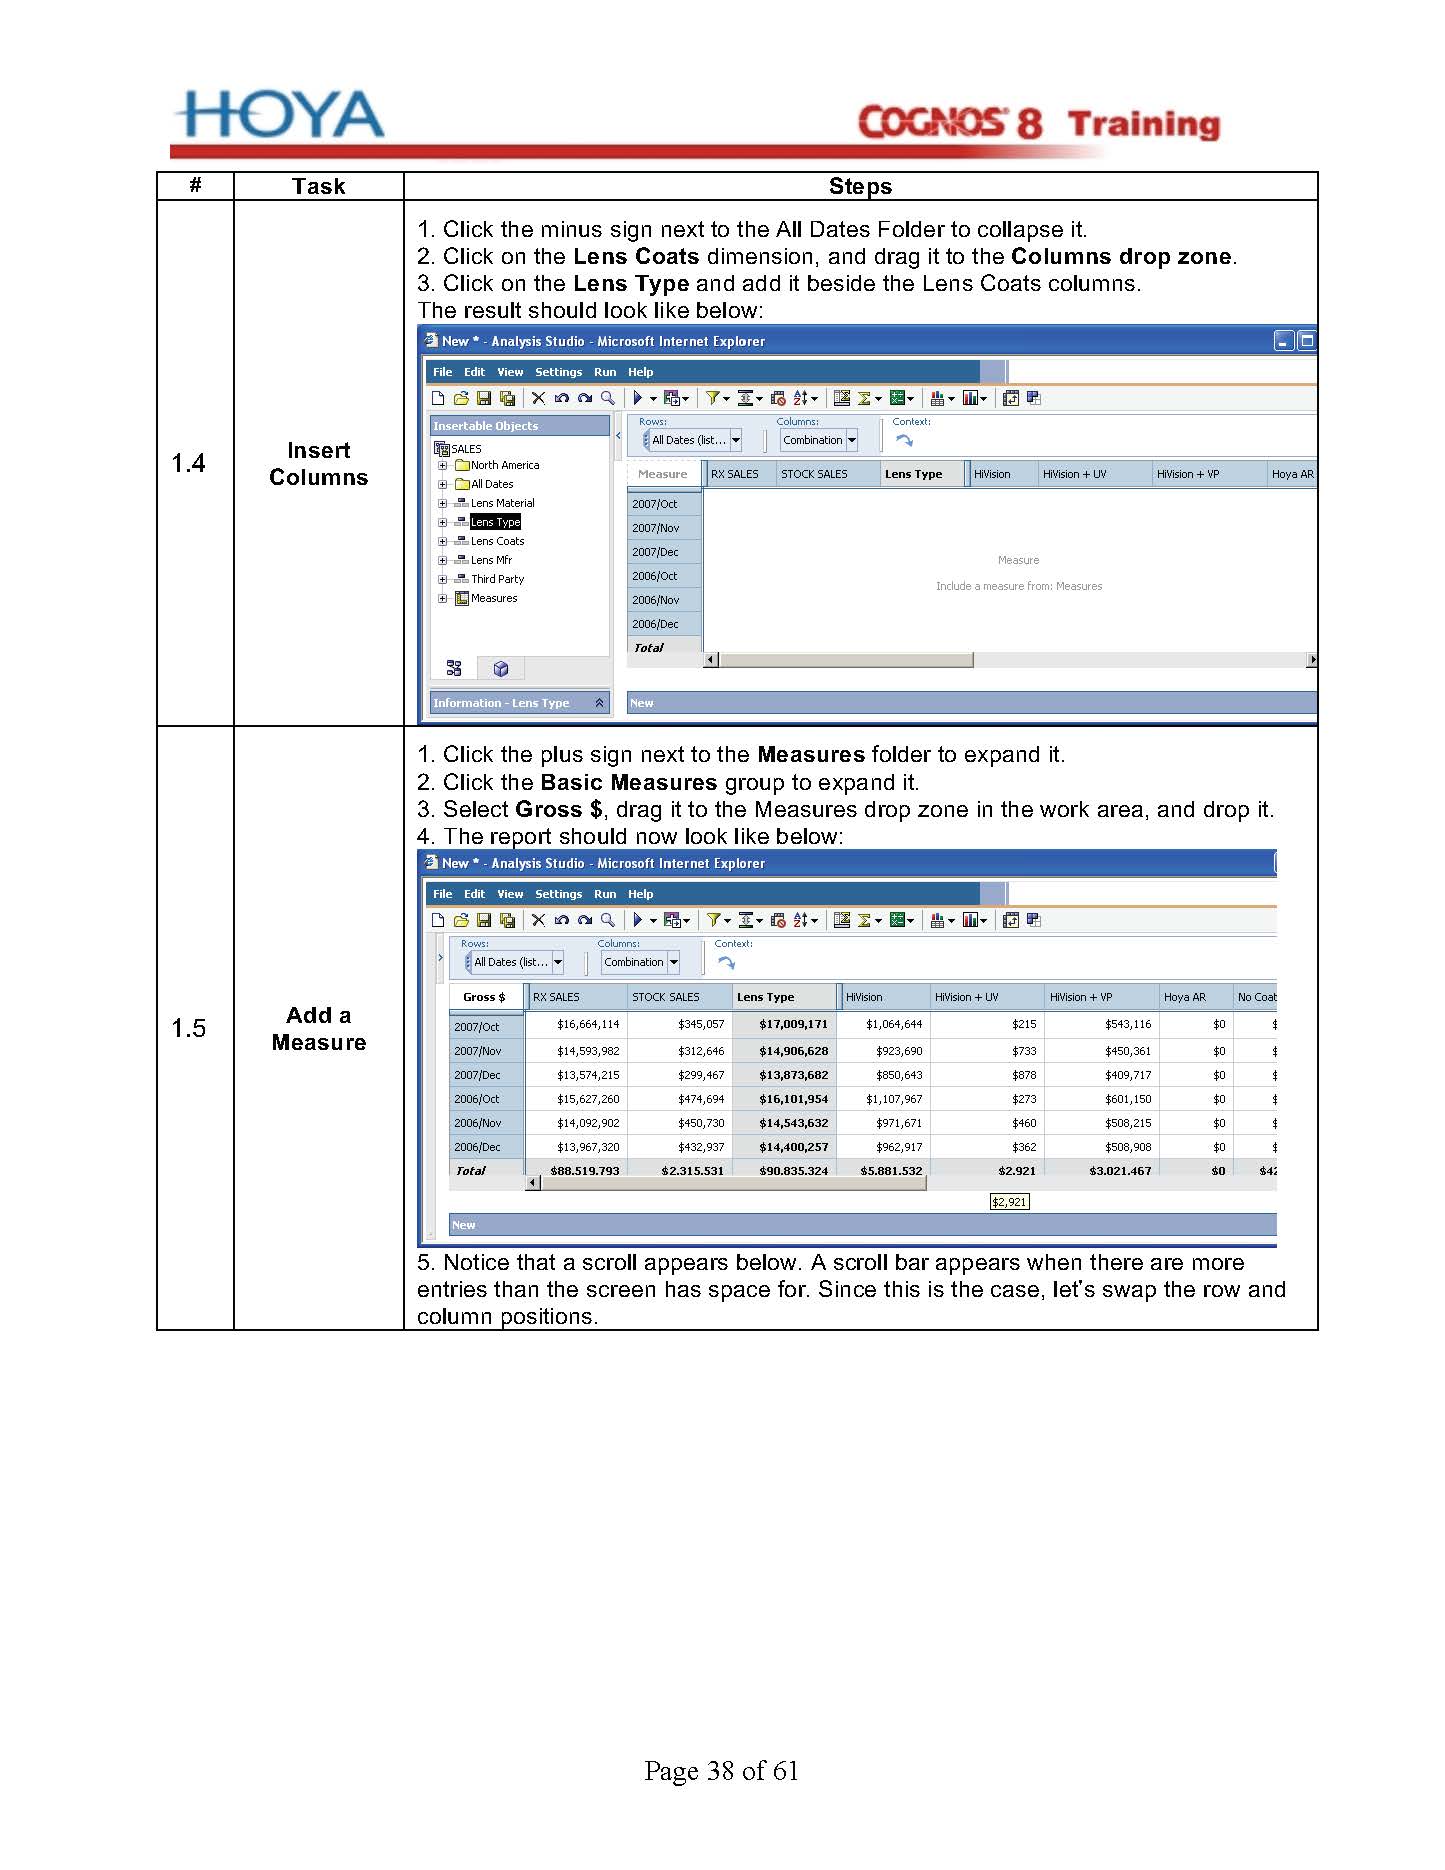 HOYA
COGNOS 8 Training
# Task Steps
1.4
Insert
Columns
1. Click the minus sign next to the All Dates Folder to collapse it.
2. Click on the Lens Coats dimension, and drag it to the Columns drop zone.
3. Click on the Lens Type and add it beside the Lens Coats columns.
The result should look like below:
New * - Analysis Studio - Microsoft Internet Explorer
File Edit View Settings Run Help
Insertable Objects
SALES
North America
All Dates
Lens Material
Lens Type
Lens Coats
Lens Mfr
Third Party
Measures
Information - Lens Type
Rows: Columns: Context:
All Dates (list... Combination
Measure RX SALES STOCK SALES Lens Type HiVision HiVision + UV HiVision + VP Hoya AR
2007/Oct
2007/Nov
2007/Dec
2006/Oct
2006/Nov
2006/Dec
Total
Measure
Include a measure from: Measures
New
1.5
Add a
Measure
1. Click the plus sign next to the Measures folder to expand it.
2. Click the Basic Measures group to expand it.
3. Select Gross $, drag it to the Measures drop zone in the work area, and drop it.
4. The report should now look like below:
New * - Analysis Studio - Microsoft Internet Explorer
File Edit View Settings Run Help
Rows: Columns: Context:
All Dates (list... Combination
Gross $ RX SALES STOCK SALES Lens Type HiVision HiVision + UV HiVision + VP Hoya AR No Coat
2007/Oct $16,664,114 $345,057 $17,009,171 $1,064,644 $215 $543,116 $0 $
2007/Nov $14,593,982 $312,646 $14,906,628 $923,690 $733 $450,361 $0 $
2007/Dec $13,574,215 $299,467 $13,873,682 $850,643 $878 $409,717 $0 $
2006/Oct $15,627,260 $474,694 $16,101,954 $1,107,967 $273 $601,150 $0 $
2006/Nov $14,092,902 $450,730 $14,543,632 $971,671 $460 $508,215 $0 $
2006/Dec $13,967,320 $432,937 $14,400,257 $962,917 $362 $508,908 $0 $
Total $88,519,793 $2,315,531 $90,835,324 $5,881,532 $2,921 $3,021,467 $0 $42
$2,921
New
5. Notice that a scroll appears below. A scroll bar appears when there are more
entries than the screen has space for. Since this is the case, let's swap the row and
column positions.
Page 38 of 61